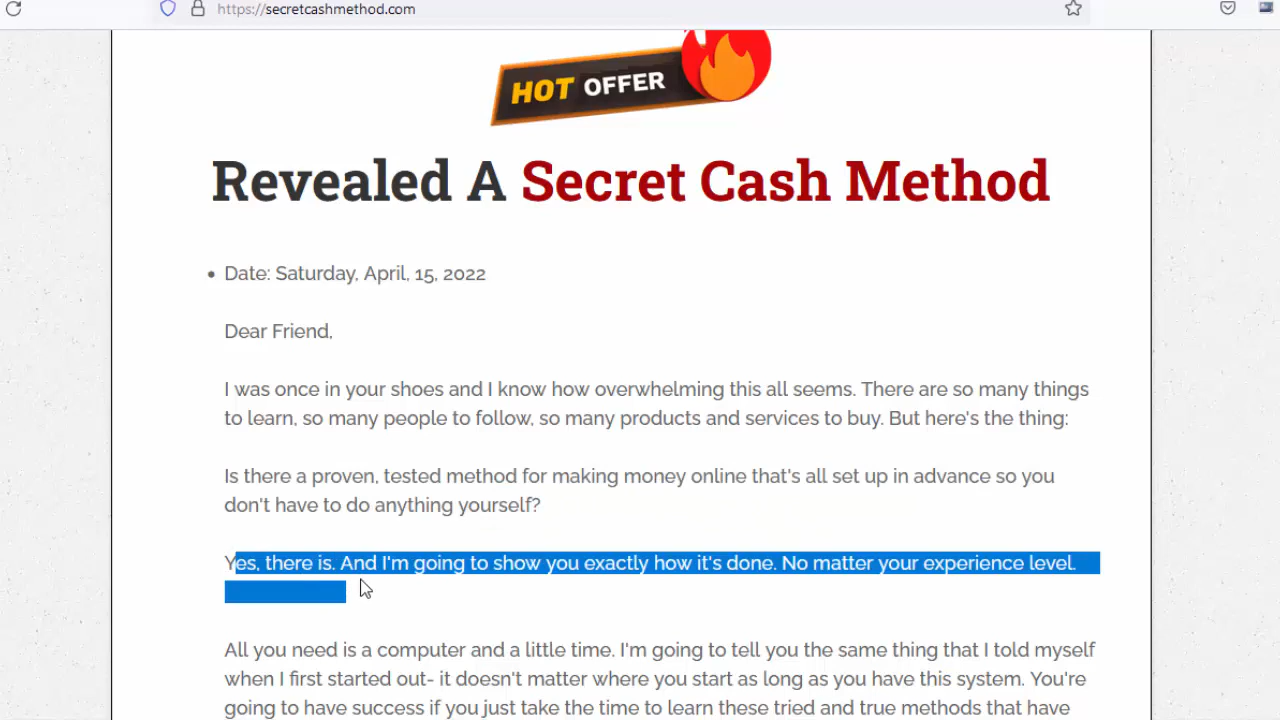 https://secretcashmethod.com
HOT OFFER
Revealed A Secret Cash Method
Date: Saturday, April, 15, 2022
Dear Friend,
I was once in your shoes and I know how overwhelming this all seems. There are so many things
to learn, so many people to follow, so many products and services to buy. But here's the thing:
Is there a proven, tested method for making money online that's all set up in advance so you
don't have to do anything yourself?
Yes, there is. And I'm going to show you exactly how it's done. No matter your experience level.
All you need is a computer and a little time. I'm going to tell you the same thing that I told myself
when I first started out- it doesn't matter where you start as long as you have this system. You're
going to have success if you just take the time to learn these tried and true methods that have